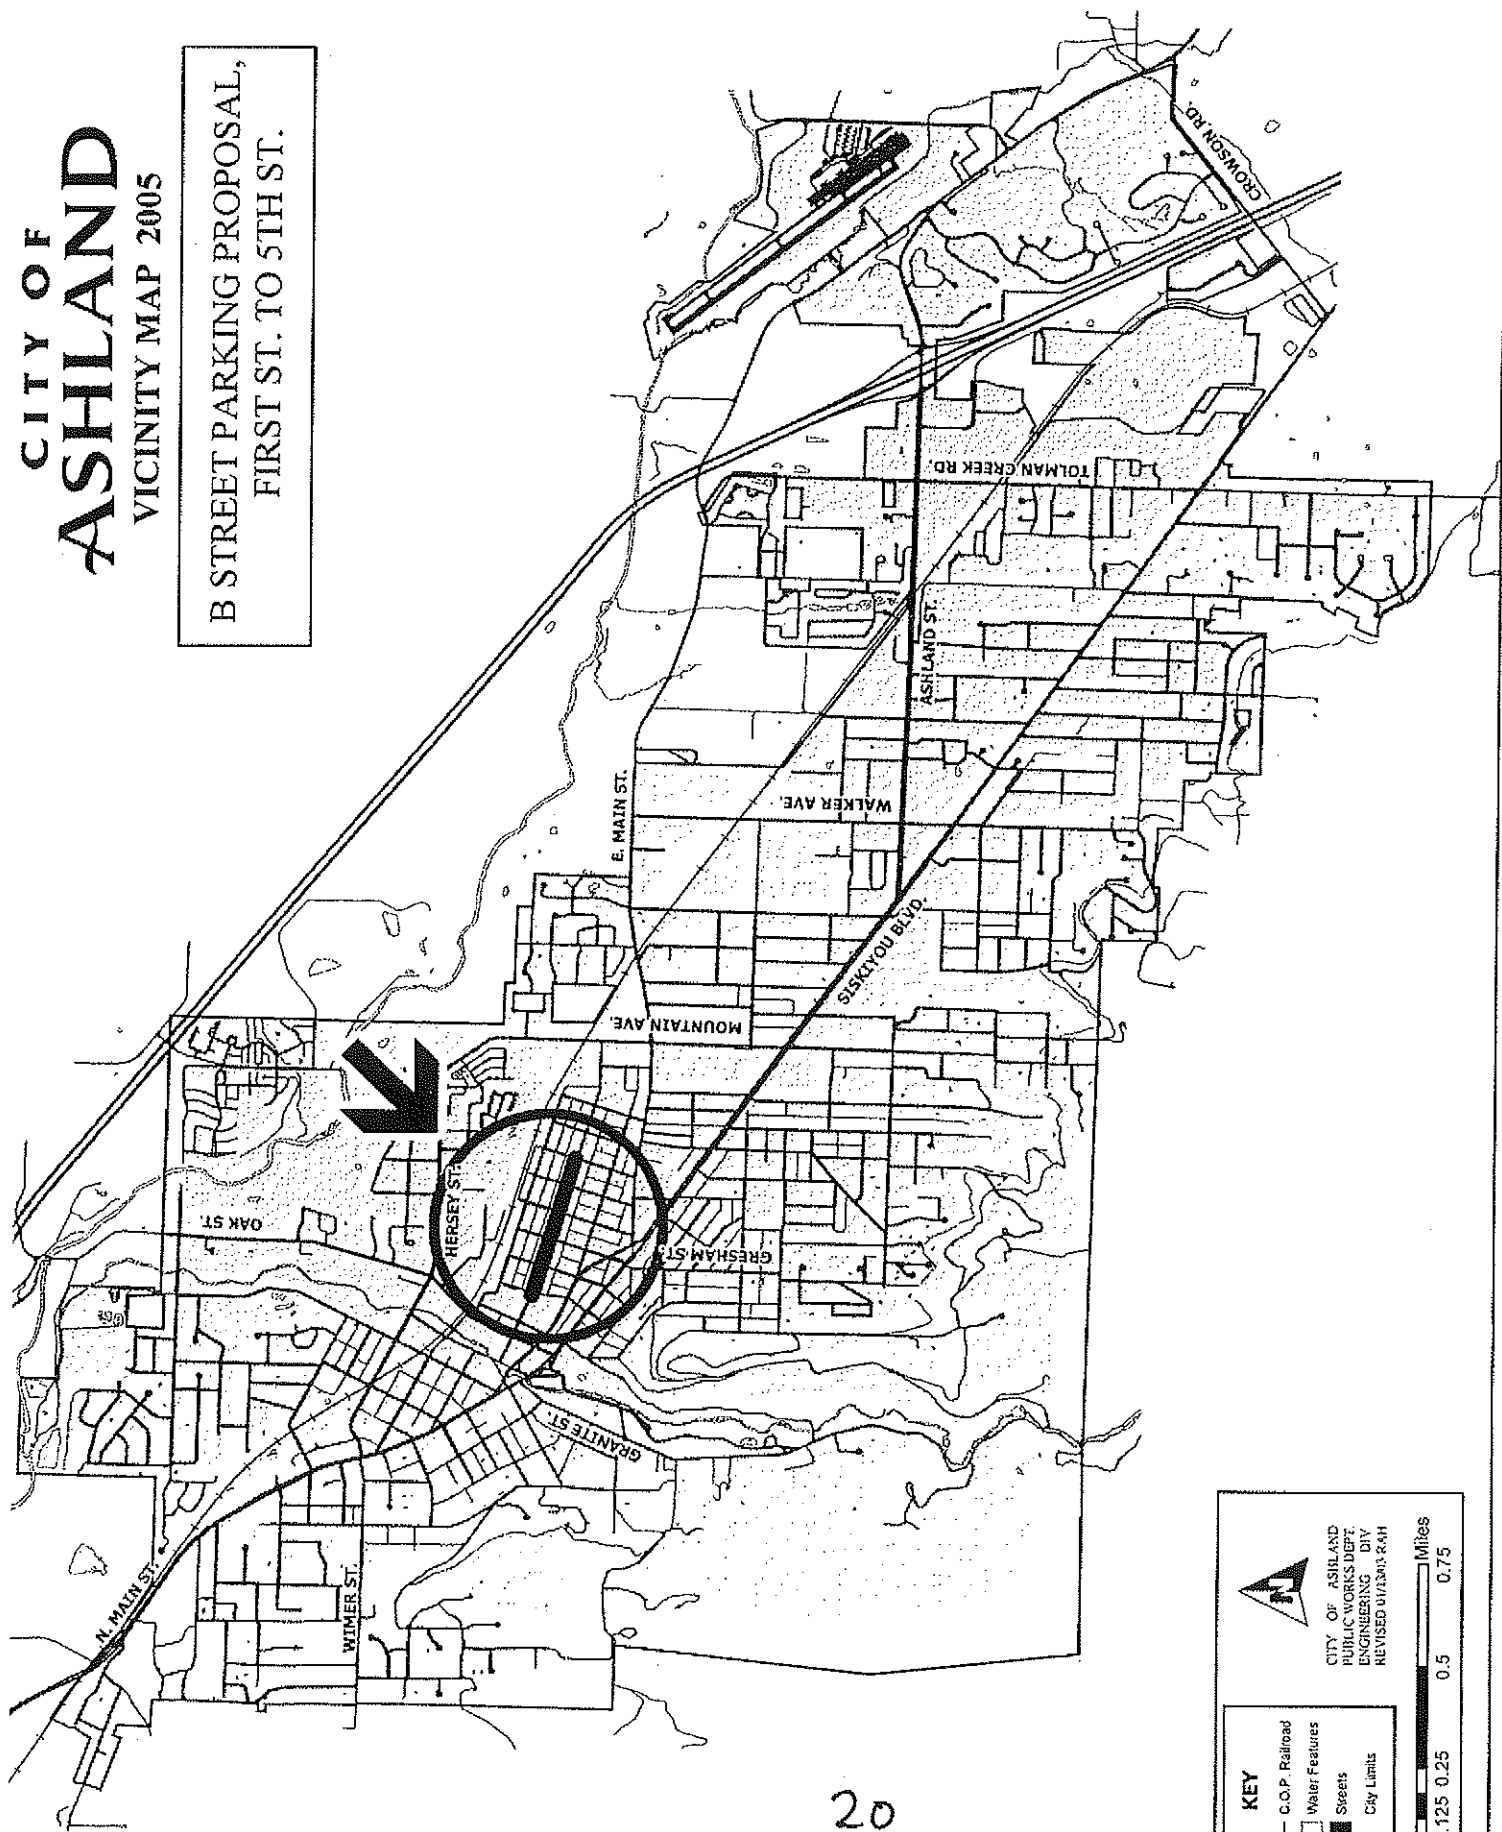 CITY OF
ASHLAND
VICINITY MAP 2005
B STREET PARKING PROPOSAL,
FIRST ST. TO 5TH ST.
N. MAIN ST.
WIMER ST.
OAK ST.
HERSEY ST.
GRANITE ST.
GRESHAM ST.
MOUNTAIN AVE.
E. MAIN ST.
SISKIYOU BLVD.
WALKER AVE.
ASHLAND ST.
TOLMAN CREEK RD.
CROWSON RD.
KEY
C.O.P. Railroad
Water Features
Streets
City Limits
N
CITY OF ASHLAND
PUBLIC WORKS DEPT.
ENGINEERING DIV
.125 0.25 0.5 0.75
Miles
20